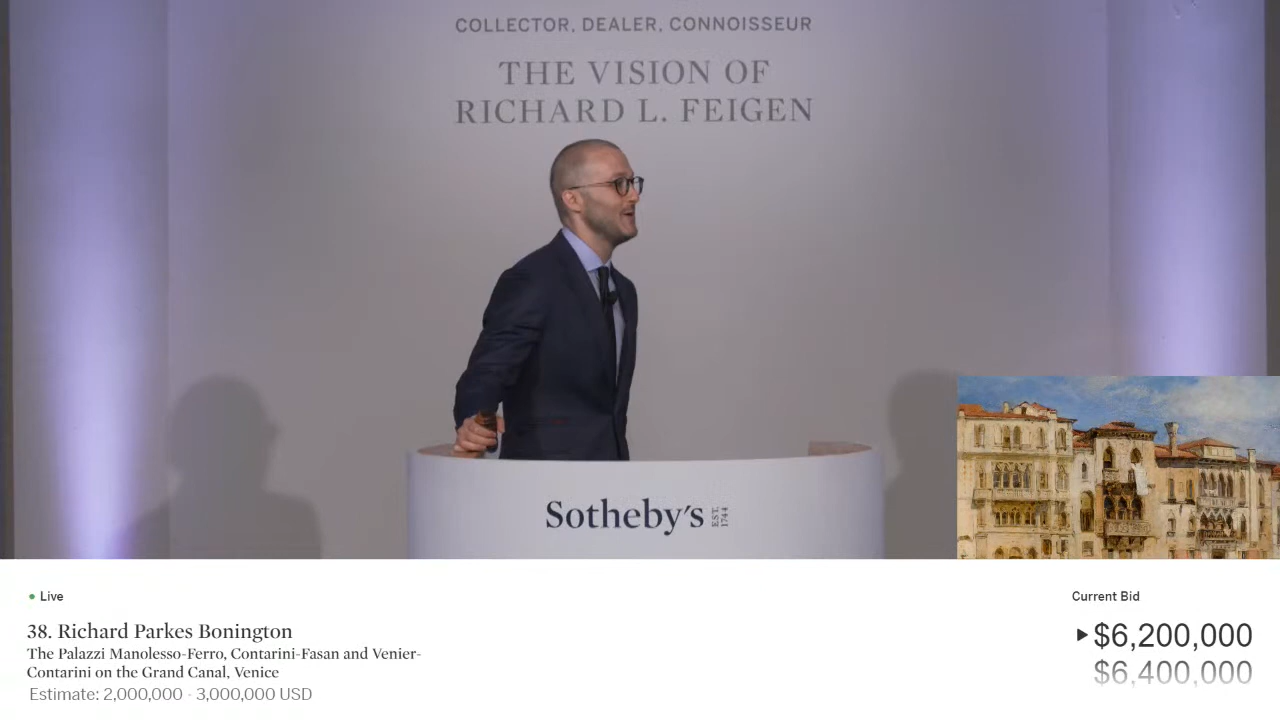 COLLECTOR, DEALER, CONNOISSEUR
THE VISION OF
RICHARD L. FEIGEN
Sotheby's EST. 1744
Live
38. Richard Parkes Bonington
The Palazzi Manolesso-Ferro, Contarini-Fasan and Venier-
Contarini on the Grand Canal, Venice
Estimate: 2,000,000 - 3,000,000 USD
Current Bid
$6,200,000
$6,400,000